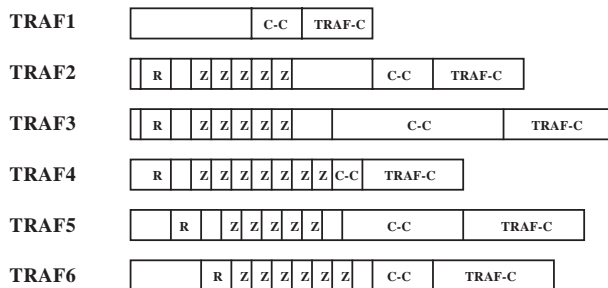 TRAF1 C-C TRAF-C
TRAF2 R Z Z Z Z Z C-C TRAF-C
TRAF3 R Z Z Z Z Z C-C TRAF-C
TRAF4 R Z Z Z Z Z Z Z C-C TRAF-C
TRAF5 R Z Z Z Z Z C-C TRAF-C
TRAF6 R Z Z Z Z Z Z C-C TRAF-C